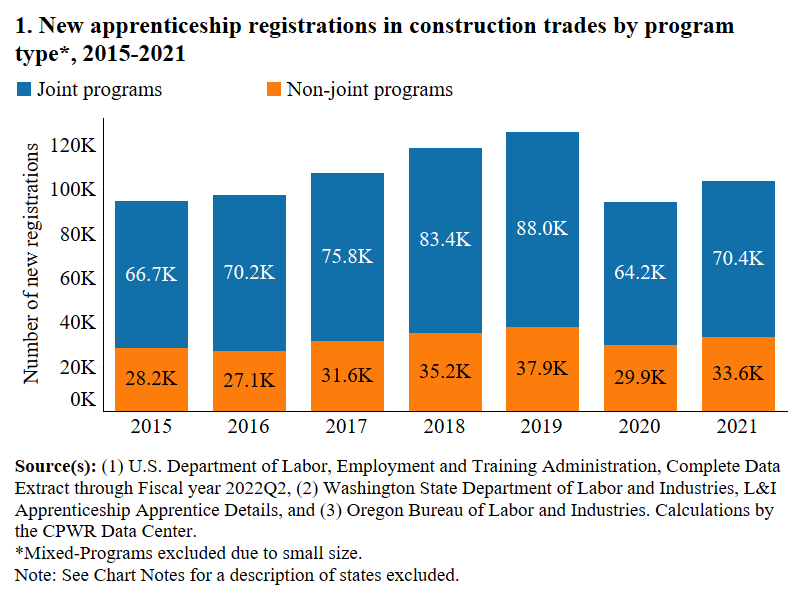 1. New apprenticeship registrations in construction trades by program
type*, 2015-2021
Joint programs
Non-joint programs
Number of new registrations
120K
100K
80K
60K
40K
20K
0K
66.7K
70.2K
75.8K
83.4K
88.0K
64.2K
70.4K
28.2K
27.1K
31.6K
35.2K
37.9K
29.9K
33.6K
2015
2016
2017
2018
2019
2020
2021
Source(s): (1) U.S. Department of Labor, Employment and Training Administration, Complete Data
Extract through Fiscal year 2022Q2, (2) Washington State Department of Labor and Industries, L&I
Apprenticeship Apprentice Details, and (3) Oregon Bureau of Labor and Industries. Calculations by
the CPWR Data Center.
*Mixed-Programs excluded due to small size.
Note: See Chart Notes for a description of states excluded.